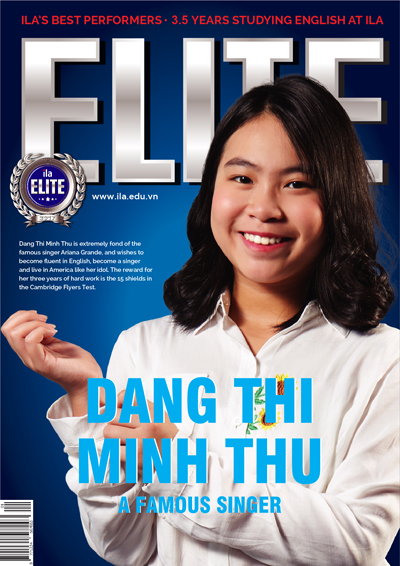 ILA'S BEST PERFORMERS • 3.5 YEARS STUDYING ENGLISH AT ILA
ELITE
ila
ELITE
www.ila.edu.vn
Dang Thi Minh Thu is extremely fond of the
famous singer Ariana Grande, and wishes to
become fluent in English, become a singer
and live in America like her idol. The reward for
her three years of hard work is the 15 shields in
the Cambridge Flyers Test.
DANG THI
MINH THU
A FAMOUS SINGER